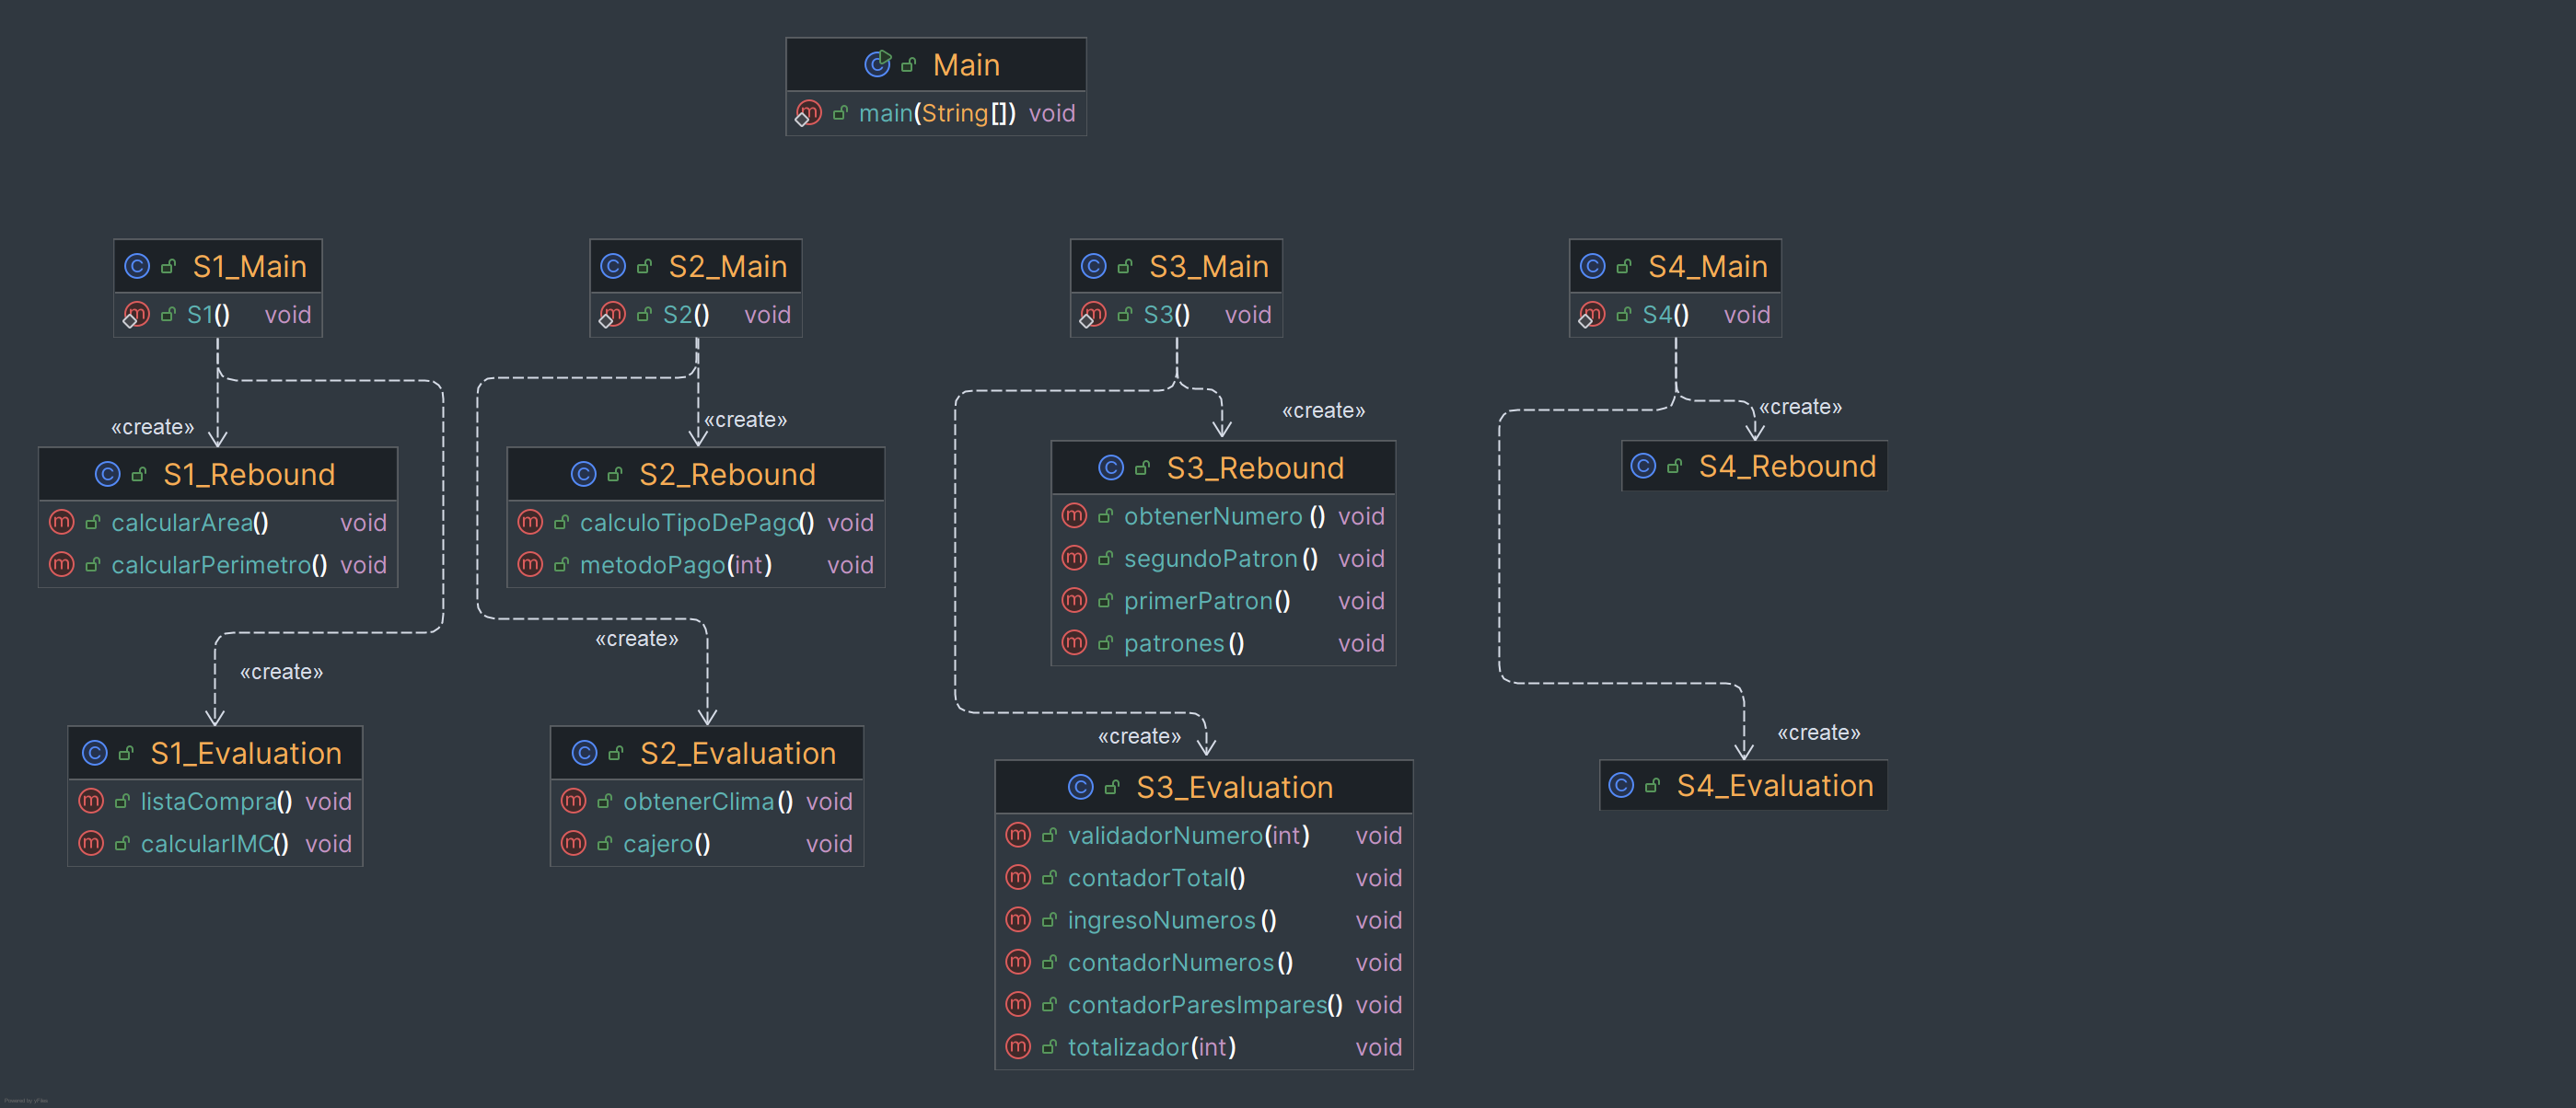 Main
main(String[]) void
S1_Main
S1() void
S2_Main
S2() void
S3_Main
S3() void
S4_Main
S4() void
«create»
S1_Rebound
calcularArea() void
calcularPerimetro() void
«create»
S1_Evaluation
listaCompra() void
calcularIMC() void
«create»
S2_Rebound
calculoTipoDePago() void
metodoPago(int) void
«create»
S2_Evaluation
obtenerClima() void
cajero() void
«create»
S3_Rebound
obtenerNumero() void
segundoPatron() void
primerPatron() void
patrones() void
«create»
S3_Evaluation
validadorNumero(int) void
contadorTotal() void
ingresoNumeros() void
contadorNumeros() void
contadorParesImpares() void
totalizador(int) void
«create»
S4_Rebound
«create»
S4_Evaluation
Powered by yFiles